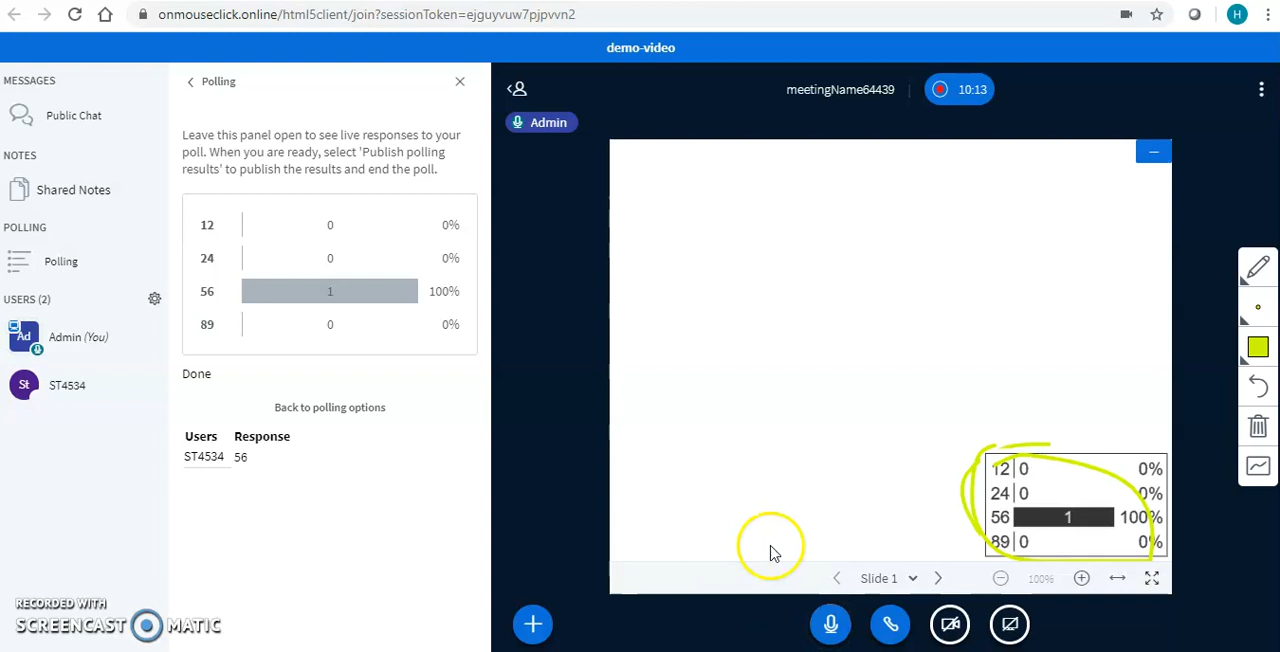 onmouseclick.online/html5client/join?sessionToken=ejguyvuw7pjpvvn2
H
demo-video
MESSAGES
Public Chat
NOTES
Shared Notes
POLLING
Polling
USERS (2)
Ad
Admin (You)
St
ST4534
Polling
Leave this panel open to see live responses to your
poll. When you are ready, select 'Publish polling
results' to publish the results and end the poll.
12 0 0%
24 0 0%
56 1 100%
89 0 0%
Done
Back to polling options
Users Response
ST4534 56
meetingName64439
10:13
Admin
12 0 0%
24 0 0%
56 1 100%
89 0 0%
Slide 1
100%
RECORDED WITH
SCREENCAST MATIC